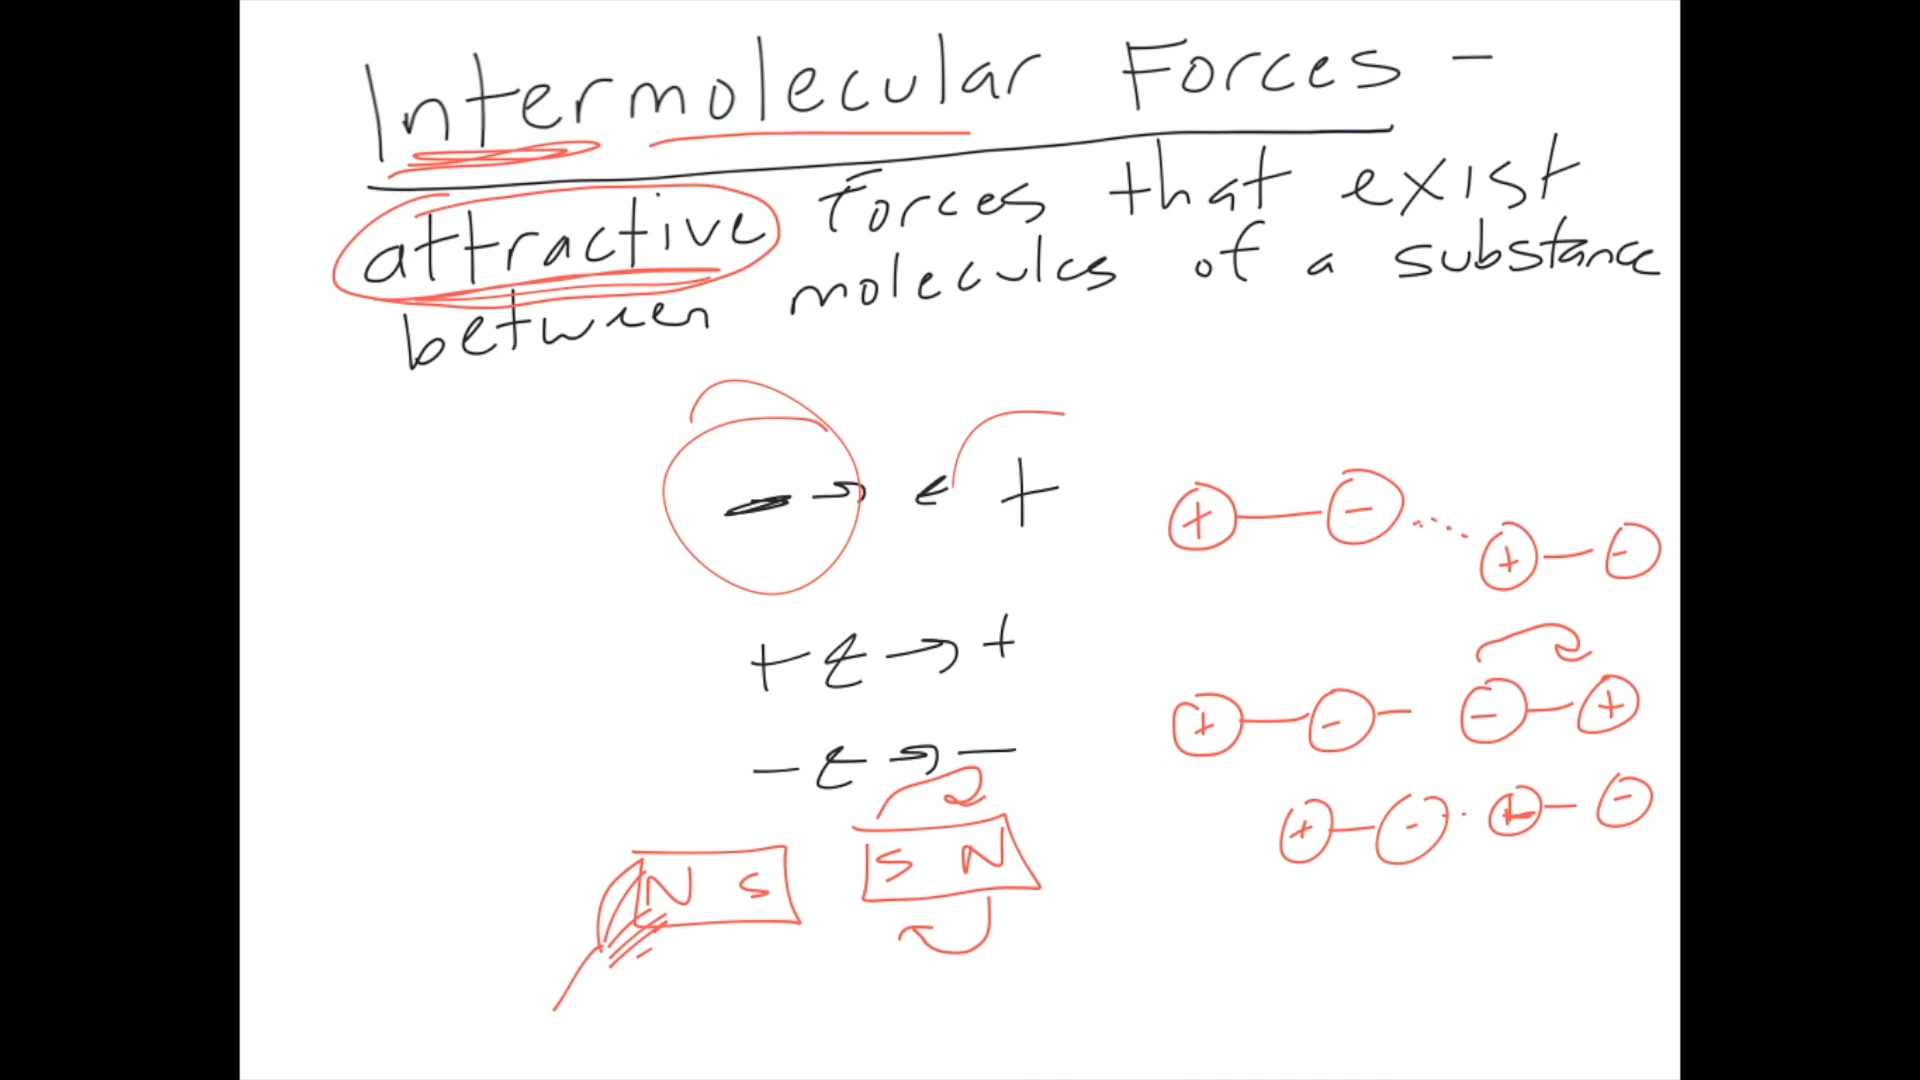 Intermolecular Forces -
attractive forces that exist
between molecules of a substance
- → ← +
+ ← → +
- ← → -
N S
S N
+ - + -
+ - - +
+ - + -